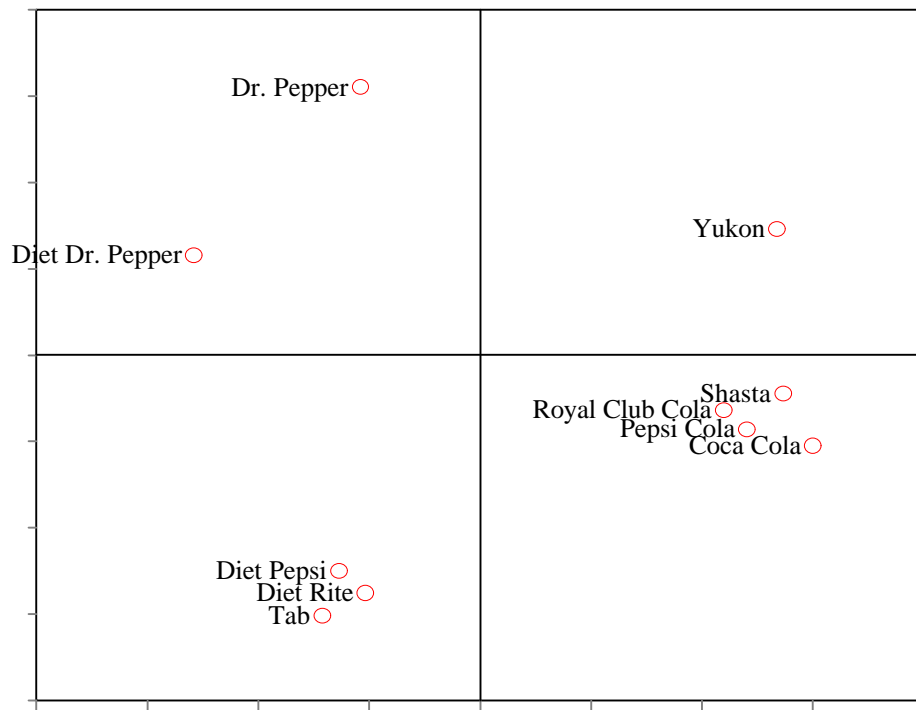 Dr. Pepper
Yukon
Diet Dr. Pepper
Shasta
Royal Club Cola
Pepsi Cola
Coca Cola
Diet Pepsi
Diet Rite
Tab